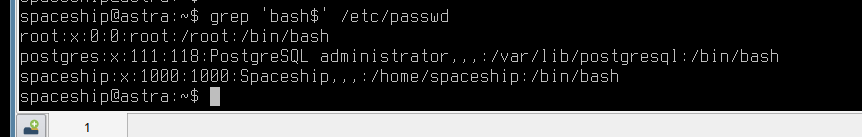 spaceship@astra:~$ grep 'bash$' /etc/passwd
root:x:0:0:root:/root:/bin/bash
postgres:x:111:118:PostgreSQL administrator,,,:/var/lib/postgresql:/bin/bash
spaceship:x:1000:1000:Spaceship,,,:/home/spaceship:/bin/bash
spaceship@astra:~$
1